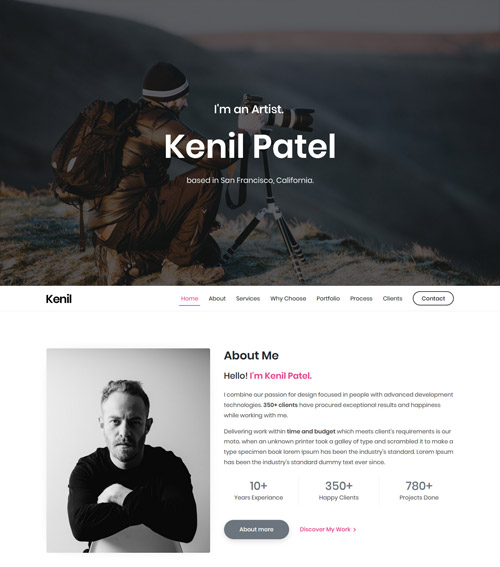 I'm an Artist.
Kenil Patel
based in San Francisco, California.
Kenil
Home About Services Why Choose Portfolio Process Clients Contact
About Me
Hello! I'm Kenil Patel.
I combine our passion for design focused in people with advanced development
technologies. 350+ clients have procured exceptional results and happiness
while working with me.
Delivering work within time and budget which meets client's requirements is our
moto. when an unknown printer took a galley of type and scrambled it to make a
type specimen book lorem Ipsum has been the industry's standard. Lorem Ipsum
has been the industry's standard dummy text ever since.
10+ 350+ 780+
Years Experiance Happy Clients Projects Done
About more Discover My Work >